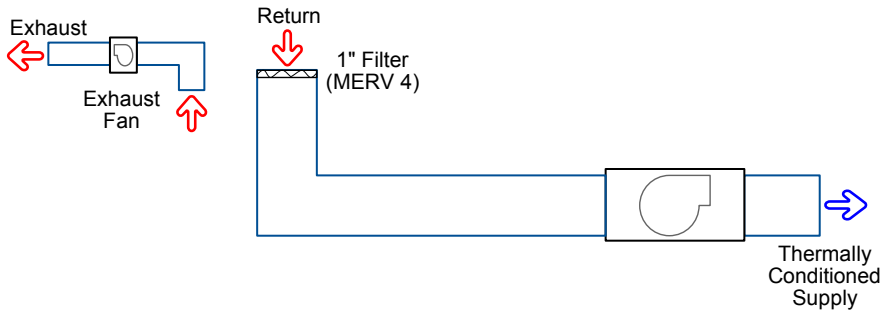 Exhaust
Exhaust
Fan
Return
1" Filter
(MERV 4)
Thermally
Conditioned
Supply